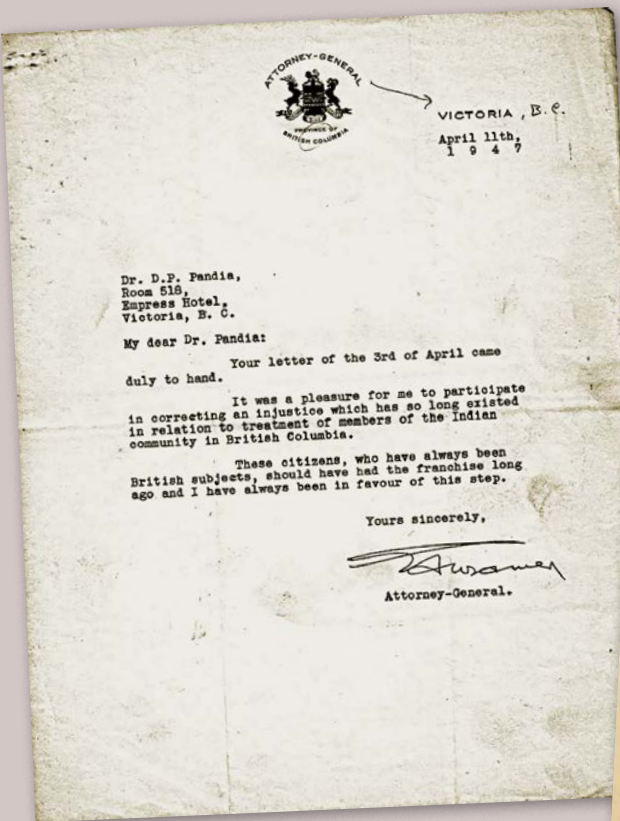 ATTORNEY-GENERAL
PROVINCE OF
BRITISH COLUMBIA
VICTORIA, B.C.
April 11th,
1 9 4 7
Dr. D.P. Pandia,
Room 518,
Empress Hotel,
Victoria, B. C.
My dear Dr. Pandia:
Your letter of the 3rd of April came
duly to hand.
It was a pleasure for me to participate
in correcting an injustice which has so long existed
in relation to treatment of members of the Indian
community in British Columbia.
These citizens, who have always been
British subjects, should have had the franchise long
ago and I have always been in favour of this step.
Yours sincerely,
Attorney-General.